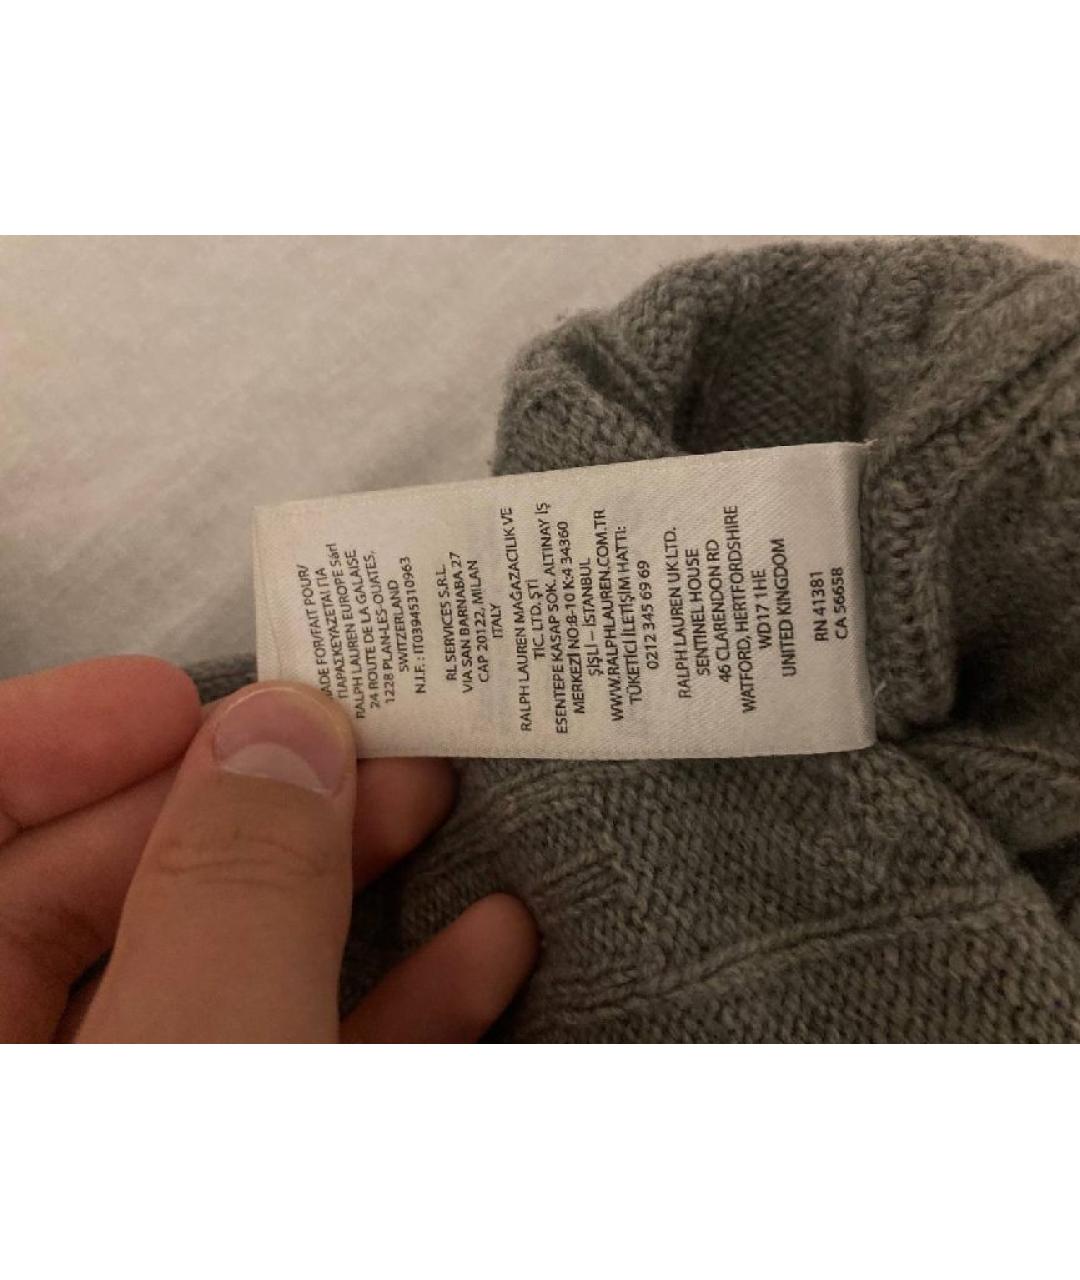 ADE FOR/FAIT POUR/
ΠΑΡΑΣΚΕΥΑΖΕΤΑΙ ΓΙΑ
RALPH LAUREN EUROPE Sàrl
24 ROUTE DE LA GALAISE
1228 PLAN-LES-OUATES,
SWITZERLAND
N.I.F. : IT03945310963
RL SERVICES S.R.L.
VIA SAN BARNABA 27
CAP 20122, MILAN
ITALY
RALPH LAUREN MAGAZACILIK VE
TİC. LTD. ŞTİ
ESENTEPE KASAP SOK. ALTINAY İŞ
MERKEZİ NO:8-10 K:4 34360
ŞİŞLİ – İSTANBUL
WWW.RALPHLAUREN.COM.TR
TÜKETİCİ İLETİŞİM HATTI:
0212 345 69 69
RALPH LAUREN UK LTD.
SENTINEL HOUSE
46 CLARENDON RD
WATFORD, HERTFORDSHIRE
WD17 1HE
UNITED KINGDOM
RN 41381
CA 56658